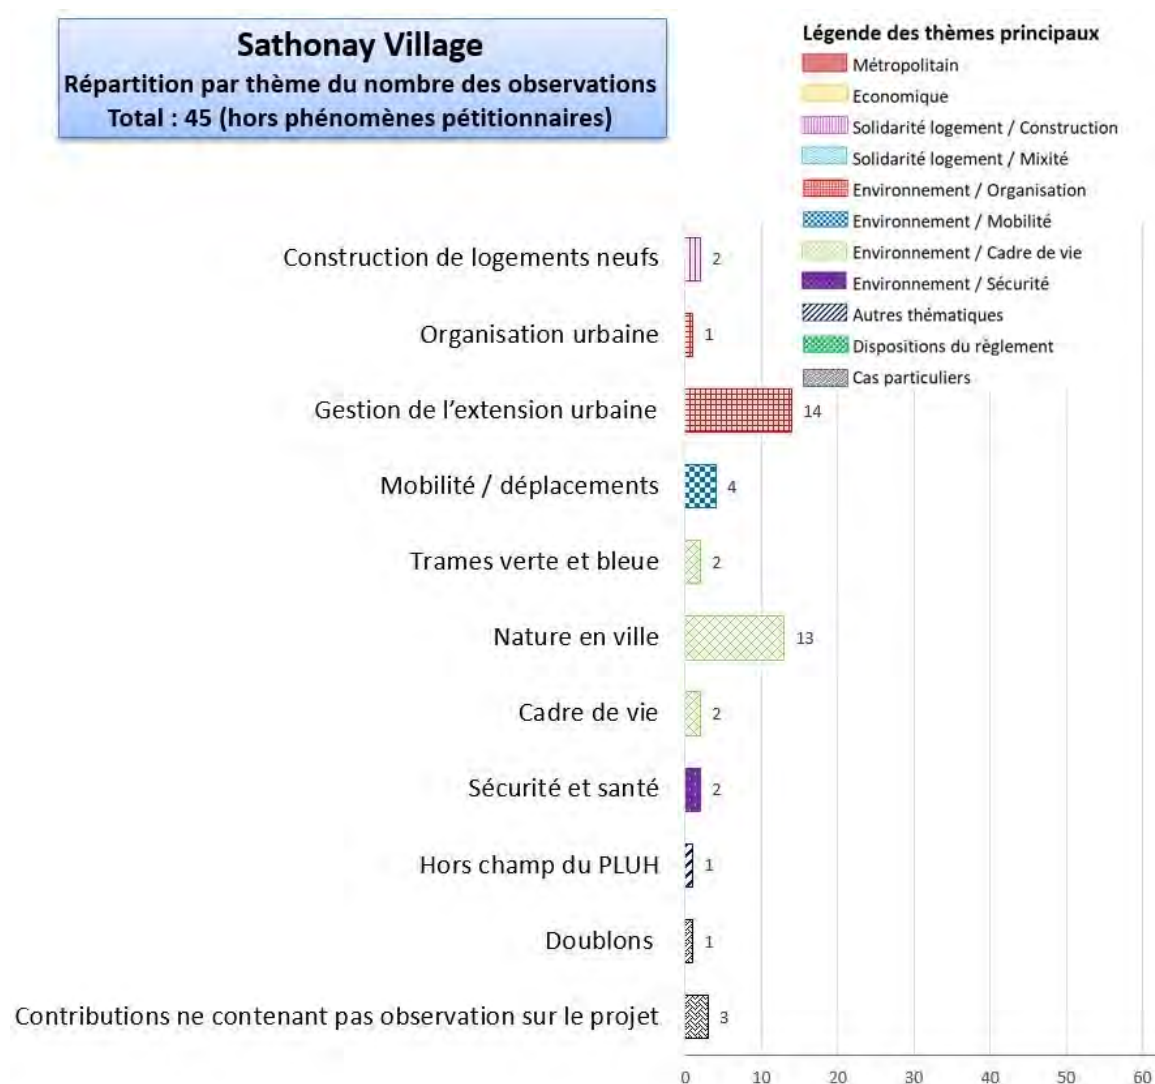 Sathonay Village
Répartition par thème du nombre des observations
Total : 45 (hors phénomènes pétitionnaires)
Légende des thèmes principaux
Métropolitain
Economique
Solidarité logement / Construction
Solidarité logement / Mixité
Environnement / Organisation
Environnement / Mobilité
Environnement / Cadre de vie
Environnement / Sécurité
Autres thématiques
Dispositions du règlement
Cas particuliers
Construction de logements neufs 2
Organisation urbaine 1
Gestion de l’extension urbaine 14
Mobilité / déplacements 4
Trames verte et bleue 2
Nature en ville 13
Cadre de vie 2
Sécurité et santé 2
Hors champ du PLUH 1
Doublons 1
Contributions ne contenant pas observation sur le projet 3
0 10 20 30 40 50 60